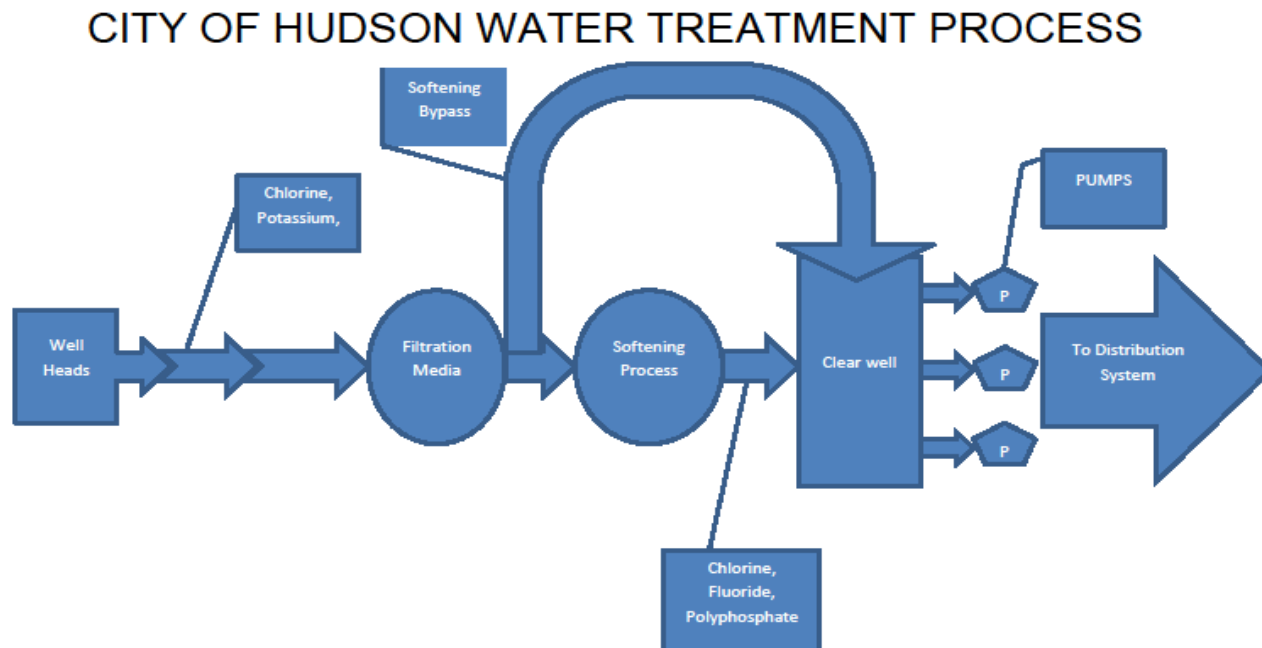 CITY OF HUDSON WATER TREATMENT PROCESS
Softening
Bypass
Chlorine,
Potassium,
PUMPS
Well
Heads
Filtration
Media
Softening
Process
Clear well
P
P
P
To Distribution
System
Chlorine,
Fluoride,
Polyphosphate